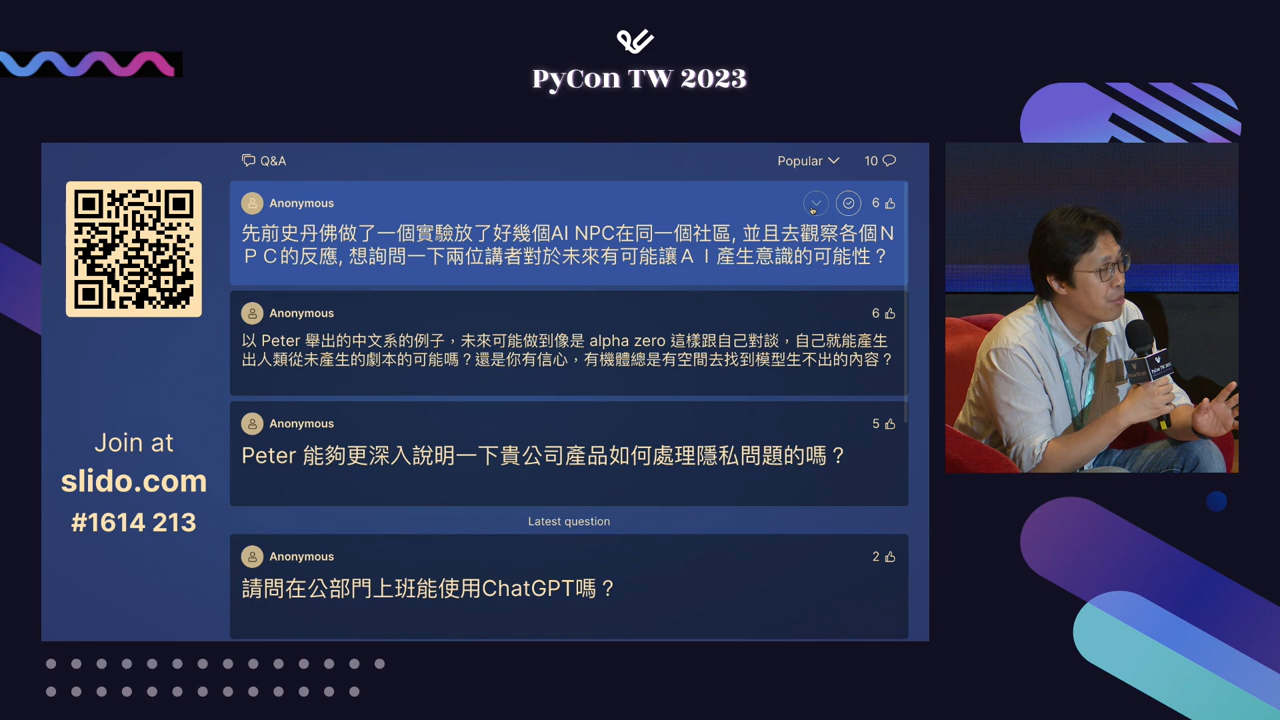 PyCon TW 2023
Q&A
Popular
10
Anonymous
6
先前史丹佛做了一個實驗放了好幾個AI NPC在同一個社區, 並且去觀察各個Ｎ
ＰＣ的反應, 想詢問一下兩位講者對於未來有可能讓ＡＩ產生意識的可能性？
Anonymous
6
以 Peter 舉出的中文系的例子，未來可能做到像是 alpha zero 這樣跟自己對談，自己就能產生
出人類從未產生的劇本的可能嗎？還是你有信心，有機體總是有空間去找到模型生不出的內容？
Anonymous
5
Peter 能夠更深入說明一下貴公司產品如何處理隱私問題的嗎？
Latest question
Anonymous
2
請問在公部門上班能使用ChatGPT嗎？
Join at
slido.com
#1614 213